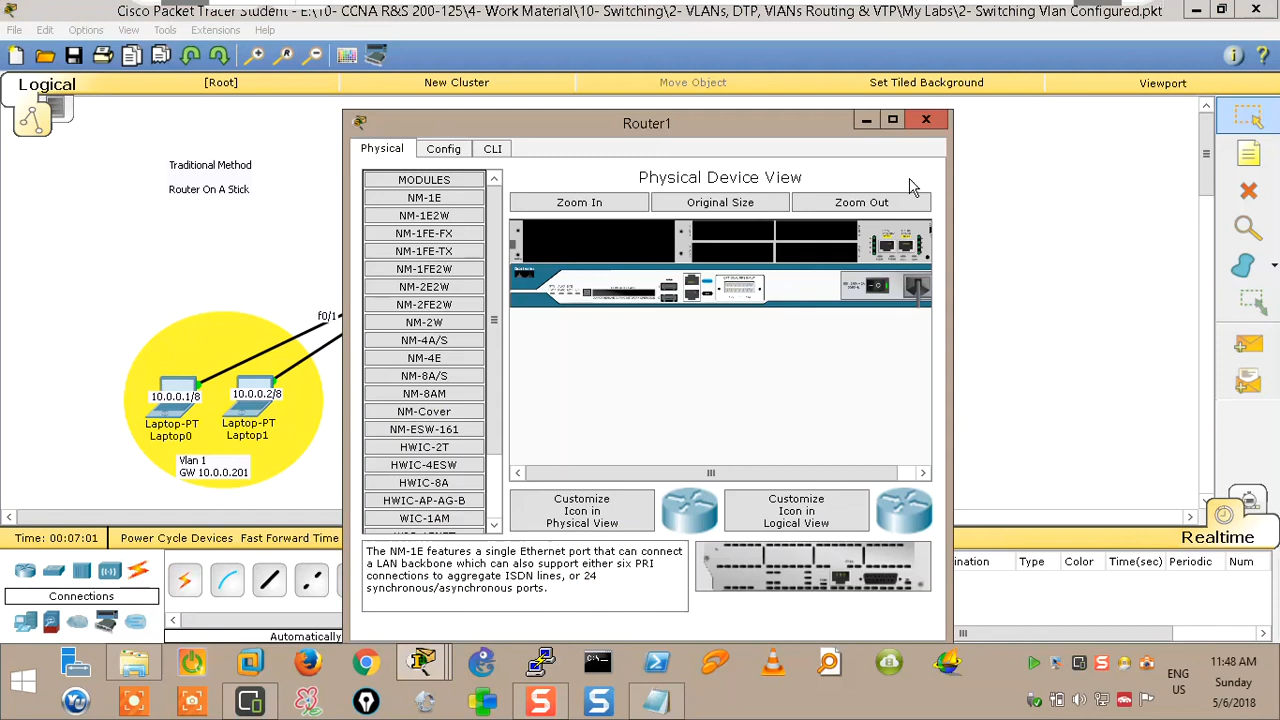 Cisco Packet Tracer Student - E:\10- CCNA R&S 200-125\4- Work Material\10- Switching\2- VLANs, DTP, VlANs Routing & VTP\My Labs\2- Switching Vlan Configured.pkt
File Edit Options View Tools Extensions Help
Logical [Root] New Cluster Move Object Set Tiled Background Viewport
Router1
Physical Config CLI
Traditional Method
Router On A Stick
MODULES
NM-1E
NM-1E2W
NM-1FE-FX
NM-1FE-TX
NM-1FE2W
NM-2E2W
NM-2FE2W
NM-2W
NM-4A/S
NM-4E
NM-8A/S
NM-8AM
NM-Cover
NM-ESW-161
HWIC-2T
HWIC-4ESW
HWIC-8A
HWIC-AP-AG-B
WIC-1AM
Physical Device View
Zoom In Original Size Zoom Out
f0/1
10.0.0.1/8
10.0.0.2/8
Laptop-PT
Laptop0
Laptop-PT
Laptop1
Vlan 1
GW 10.0.0.201
Customize
Icon in
Physical View
Customize
Icon in
Logical View
The NM-1E features a single Ethernet port that can connect
a LAN backbone which can also support either six PRI
connections to aggregate ISDN lines, or 24
synchronous/asynchronous ports.
Time: 00:07:01 Power Cycle Devices Fast Forward Time
Realtime
Connections
Automatically
ination Type Color Time(sec) Periodic Num
ENG
US
11:48 AM
Sunday
5/6/2018